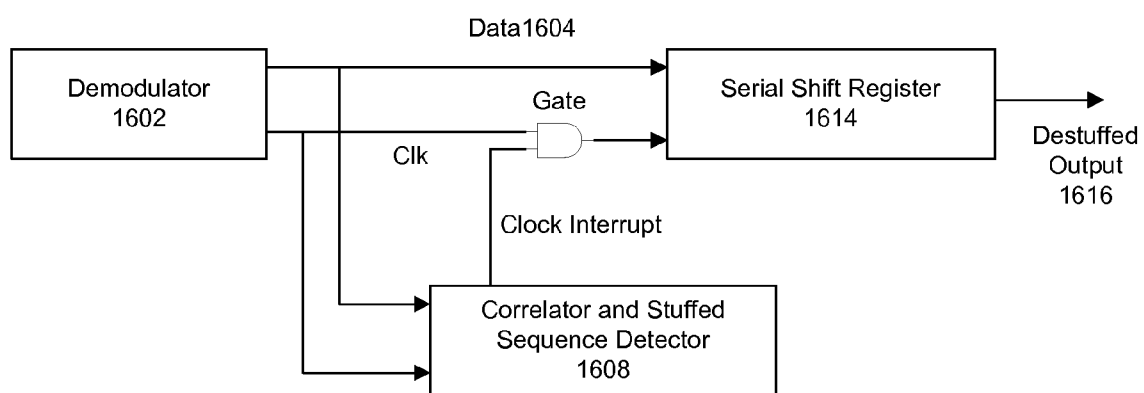 Data1604
Demodulator
1602
Gate
Serial Shift Register
1614
Clk
Destuffed
Output
1616
Clock Interrupt
Correlator and Stuffed
Sequence Detector
1608